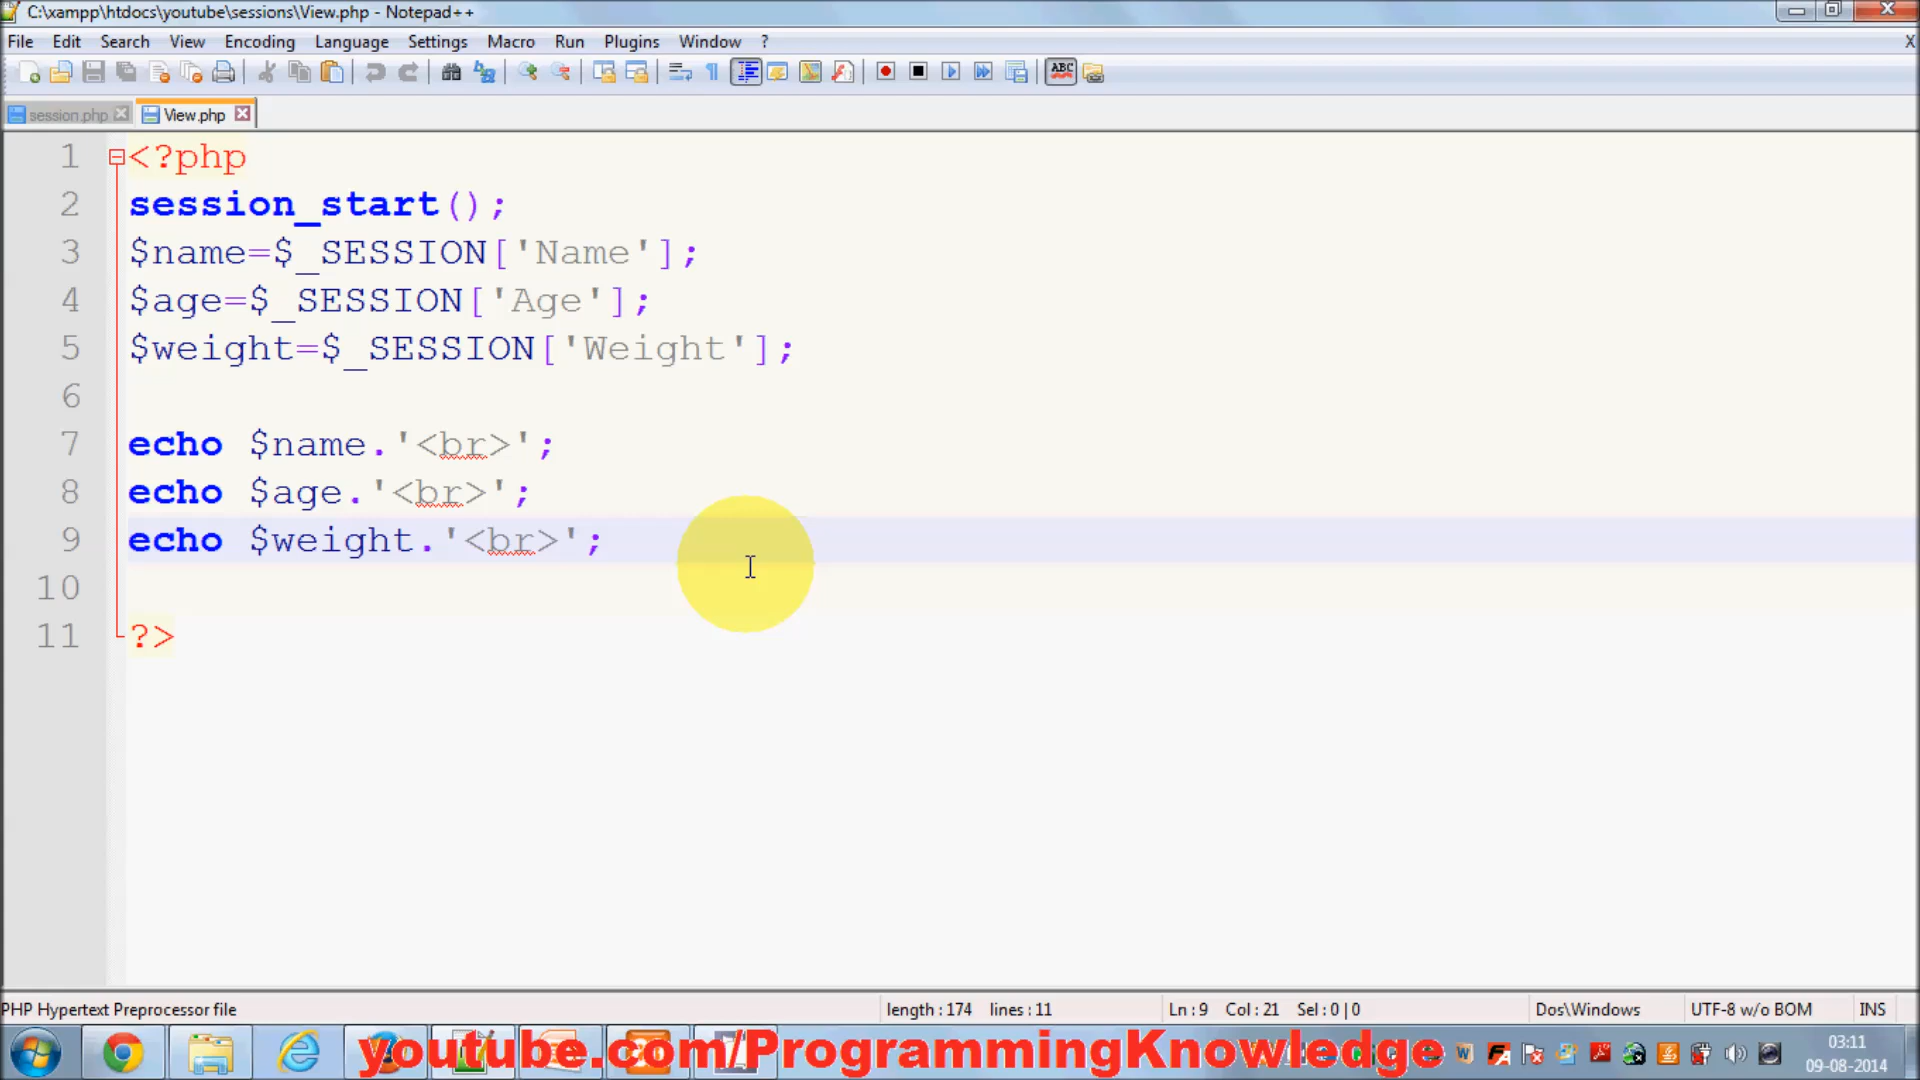 C:\xampp\htdocs\youtube\sessions\View.php - Notepad++
File Edit Search View Encoding Language Settings Macro Run Plugins Window ? X
ABC
session.php View.php
1 <?php
2 session_start();
3 $name=$_SESSION['Name'];
4 $age=$_SESSION['Age'];
5 $weight=$_SESSION['Weight'];
6
7 echo $name.'<br>';
8 echo $age.'<br>';
9 echo $weight.'<br>';
10
11 ?>
PHP Hypertext Preprocessor file length : 174 lines : 11 Ln : 9 Col : 21 Sel : 0 | 0 Dos\Windows UTF-8 w/o BOM INS
youtube.com/ProgrammingKnowledge
03:11
09-08-2014